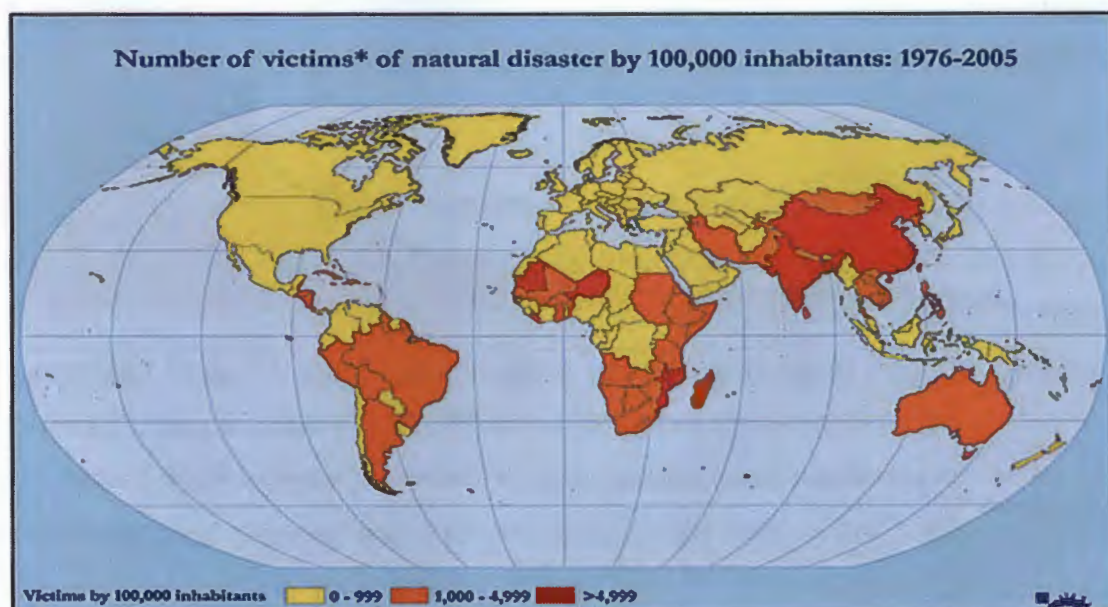 Number of victims* of natural disaster by 100,000 inhabitants: 1976-2005
Victims by 100,000 inhabitants 0 - 999 1,000 - 4,999 >4,999